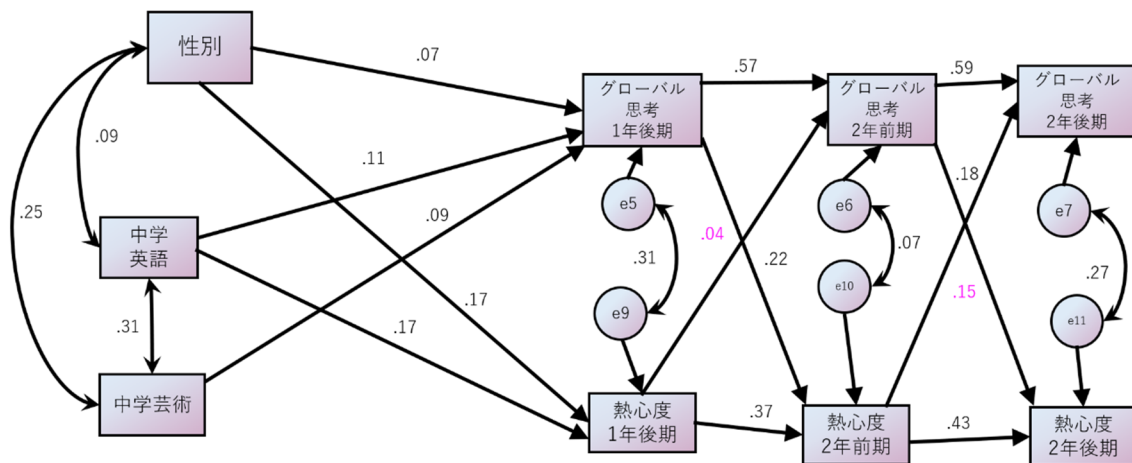 性別
.07
.57
.59
グローバル
思考
1年後期
グローバル
思考
2年前期
グローバル
思考
2年後期
.09
.11
.18
.25
e5
e6
e7
中学
英語
.09
.04
.07
.31
.22
.27
e9
e10
e11
.15
.17
.31
.17
中学芸術
熱心度
1年後期
.37
熱心度
2年前期
.43
熱心度
2年後期